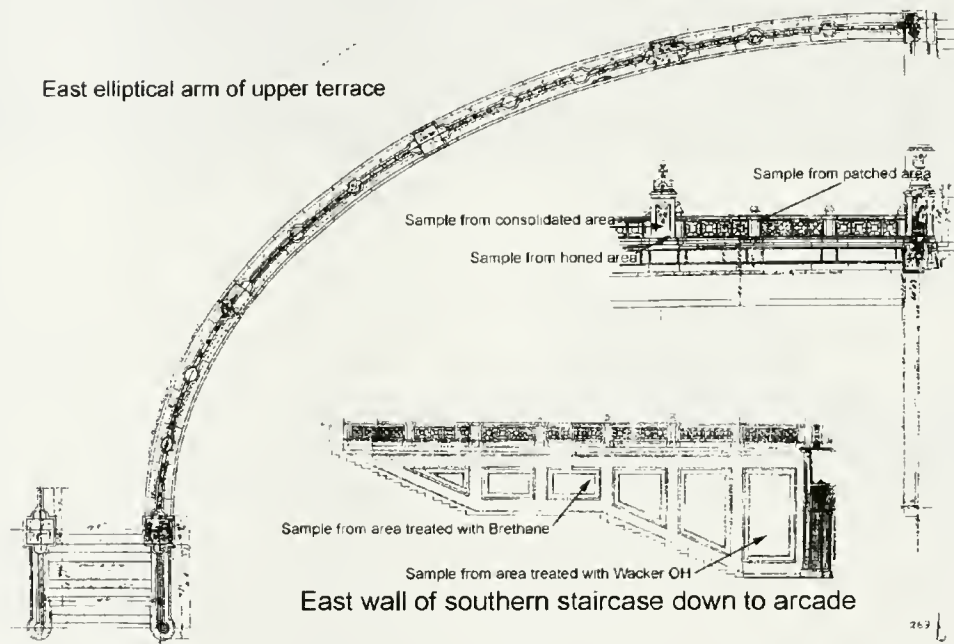 East elliptical arm of upper terrace
Sample from patched area
Sample from consolidated area
Sample from honed area
Sample from area treated with Brethane
Sample from area treated with Wacker OH
East wall of southern staircase down to arcade